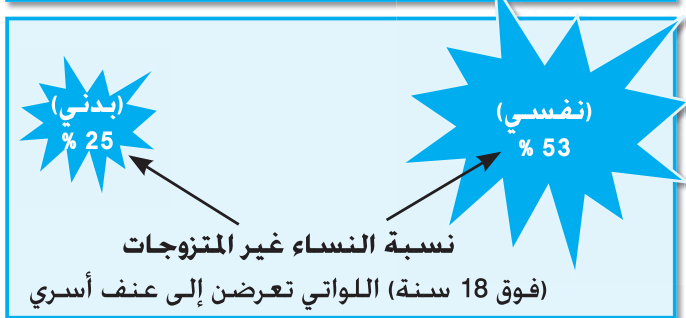 (نفسي)
53 %
(بدني)
25 %
نسبة النساء غير المتزوجات
(فوق 18 سنة) اللواتي تعرضن إلى عنف أسري